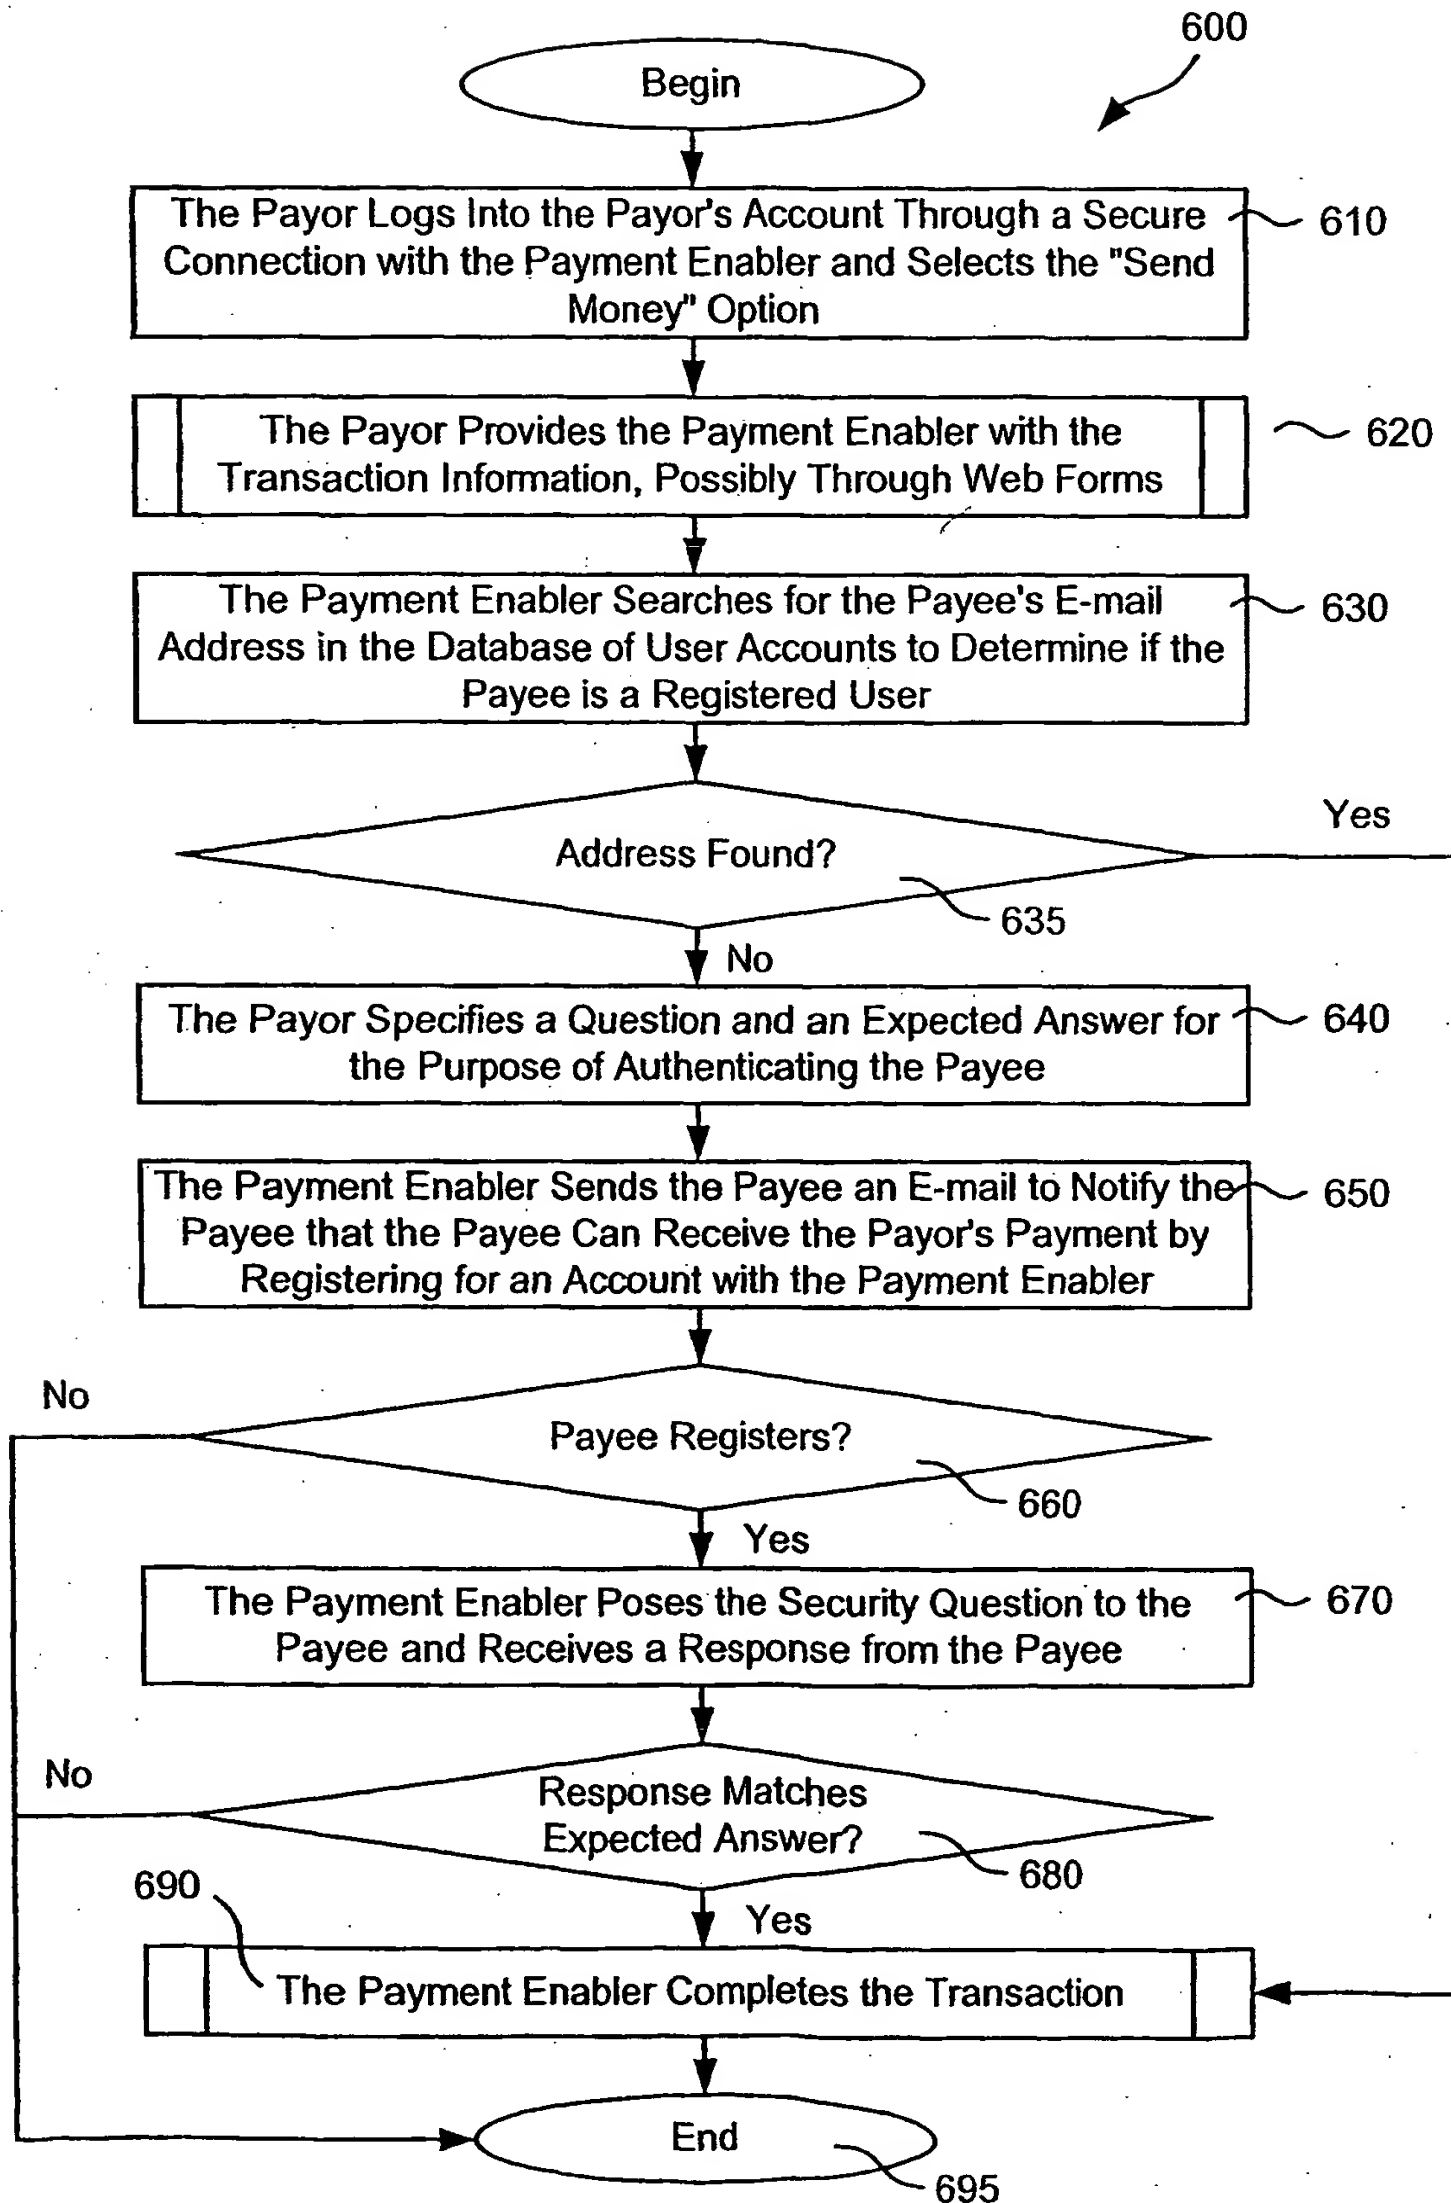 600
Begin
The Payor Logs Into the Payor's Account Through a Secure
Connection with the Payment Enabler and Selects the "Send
Money" Option
610
The Payor Provides the Payment Enabler with the
Transaction Information, Possibly Through Web Forms
620
The Payment Enabler Searches for the Payee's E-mail
Address in the Database of User Accounts to Determine if the
Payee is a Registered User
630
Yes
Address Found?
635
No
The Payor Specifies a Question and an Expected Answer for
the Purpose of Authenticating the Payee
640
The Payment Enabler Sends the Payee an E-mail to Notify the
Payee that the Payee Can Receive the Payor's Payment by
Registering for an Account with the Payment Enabler
650
No
Payee Registers?
660
Yes
The Payment Enabler Poses the Security Question to the
Payee and Receives a Response from the Payee
670
No
Response Matches
Expected Answer?
680
690
Yes
The Payment Enabler Completes the Transaction
End
695